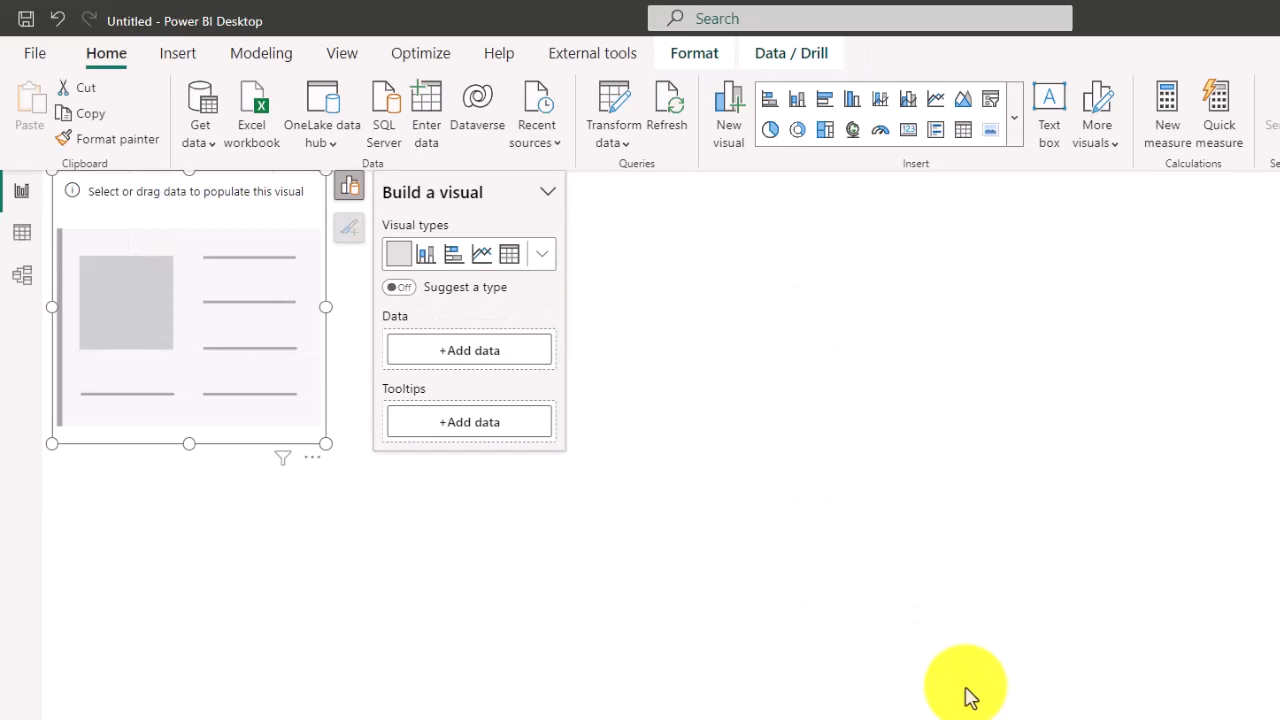 Untitled - Power BI Desktop
Search
File Home Insert Modeling View Optimize Help External tools Format Data / Drill
Paste
Cut
Copy
Format painter
Clipboard
Get data
Excel workbook
OneLake data hub
SQL Server
Enter data
Dataverse
Recent sources
Data
Transform data
Refresh
Queries
New visual
A
Text box
More visuals
Insert
New measure
Quick measure
Calculations
Select or drag data to populate this visual
Build a visual
Visual types
Off Suggest a type
Data
+Add data
Tooltips
+Add data